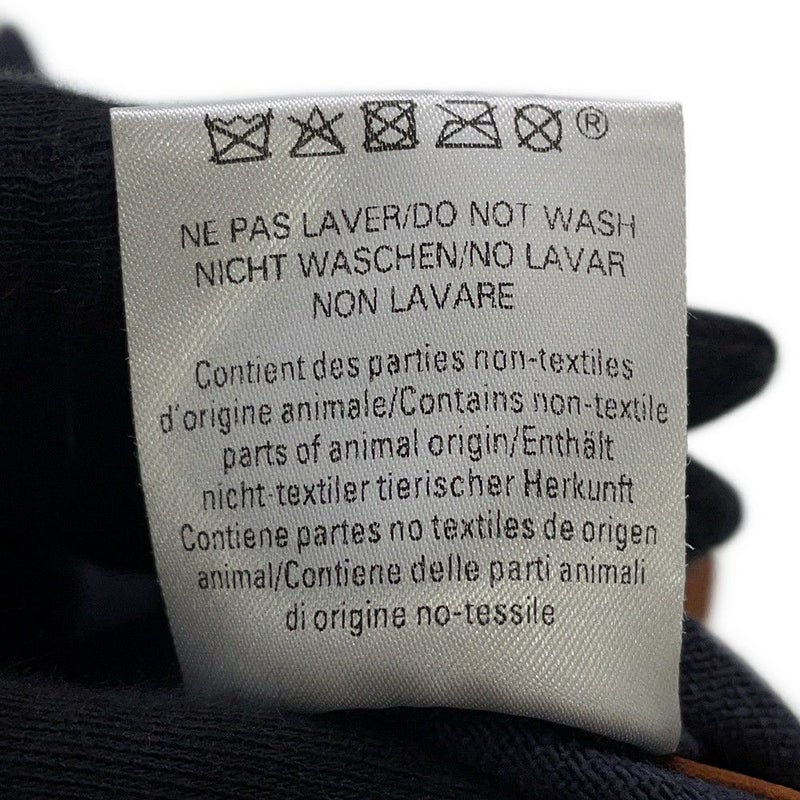 ®
NE PAS LAVER/DO NOT WASH
NICHT WASCHEN/NO LAVAR
NON LAVARE
Contient des parties non-textiles
d'origine animale/Contains non-textile
parts of animal origin/Enthält
nicht-textiler tierischer Herkunft
Contiene partes no textiles de origen
animal/Contiene delle parti animali
di origine no-tessile